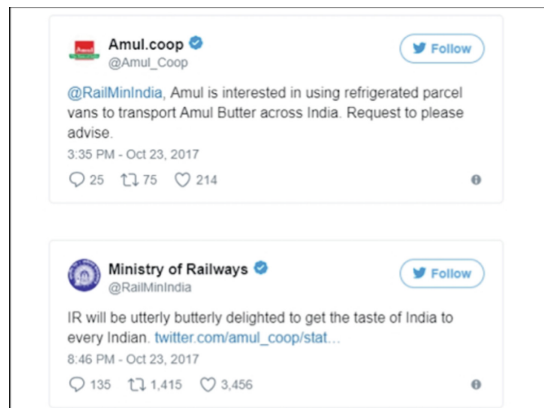 Amul.coop
Follow
@Amul_Coop
@RailMinIndia, Amul is interested in using refrigerated parcel
vans to transport Amul Butter across India. Request to please
advise.
3:35 PM - Oct 23, 2017
25 75 214
Ministry of Railways
Follow
@RailMinIndia
IR will be utterly butterly delighted to get the taste of India to
every Indian. twitter.com/amul_coop/stat...
8:46 PM - Oct 23, 2017
135 1,415 3,456